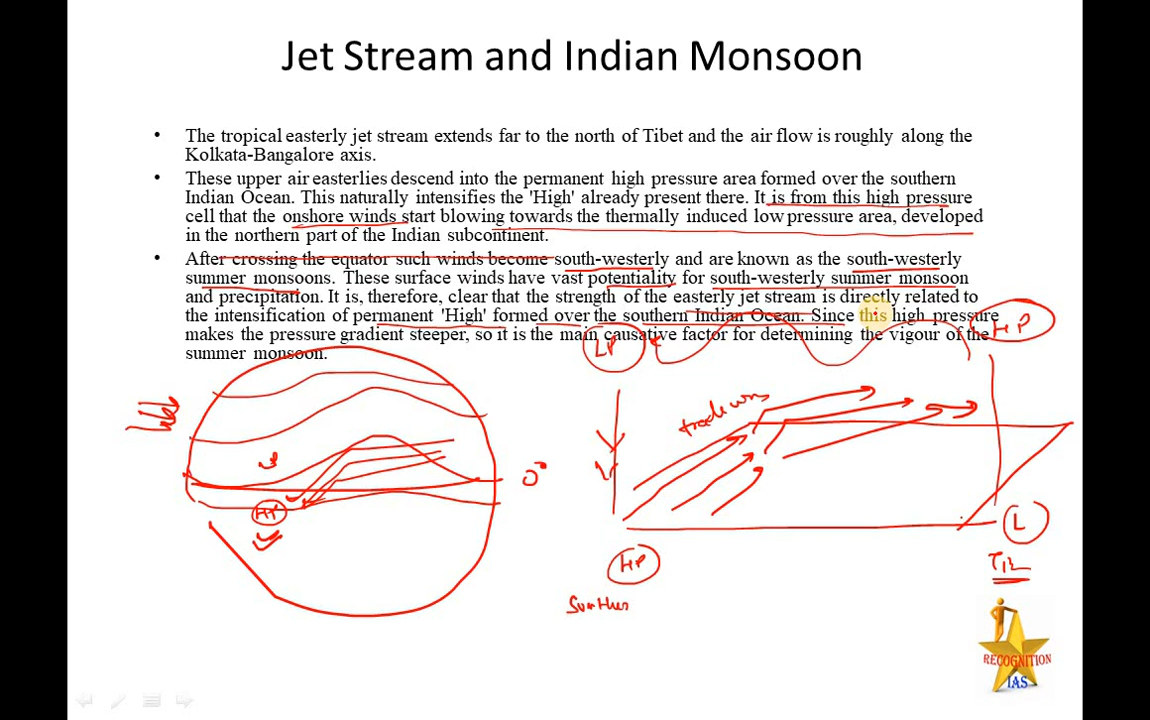 Jet Stream and Indian Monsoon
• The tropical easterly jet stream extends far to the north of Tibet and the air flow is roughly along the
Kolkata-Bangalore axis.
• These upper air easterlies descend into the permanent high pressure area formed over the southern
Indian Ocean. This naturally intensifies the 'High' already present there. It is from this high pressure
cell that the onshore winds start blowing towards the thermally induced low pressure area, developed
in the northern part of the Indian subcontinent.
• After crossing the equator such winds become south-westerly and are known as the south-westerly
summer monsoons. These surface winds have vast potentiality for south-westerly summer monsoon
and precipitation. It is, therefore, clear that the strength of the easterly jet stream is directly related to
the intensification of permanent 'High' formed over the southern Indian Ocean. Since this high pressure
makes the pressure gradient steeper, so it is the main causative factor for determining the vigour of the
summer monsoon.
HP
LP
0°
HP
L
HP
RECOGNITION
IAS